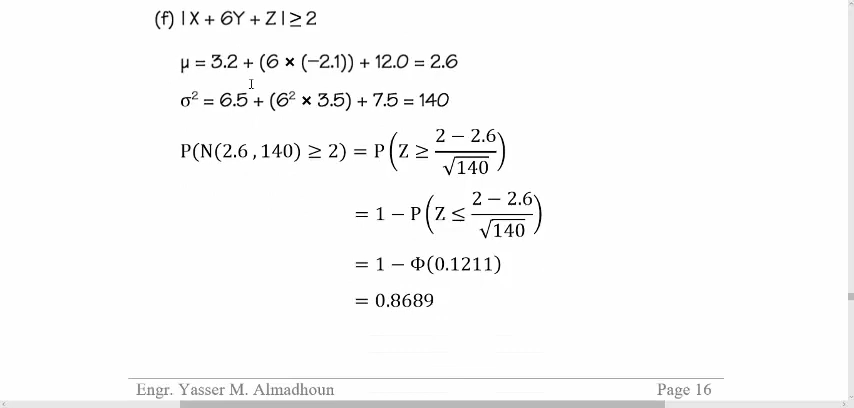 (f) | X + 6Y + Z | ≥ 2
μ = 3.2 + (6 × (−2.1)) + 12.0 = 2.6
σ² = 6.5 + (6² × 3.5) + 7.5 = 140
P(N(2.6 , 140) ≥ 2) = P(Z ≥ (2 − 2.6)/√140)
= 1 − P(Z ≤ (2 − 2.6)/√140)
= 1 − Φ(0.1211)
= 0.8689
Engr. Yasser M. Almadhoun Page 16